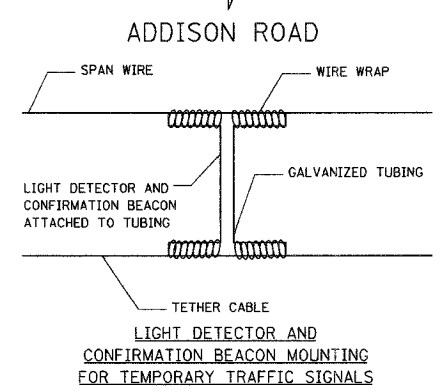 ADDISON ROAD
SPAN WIRE
WIRE WRAP
GALVANIZED TUBING
LIGHT DETECTOR AND
CONFIRMATION BEACON
ATTACHED TO TUBING
TETHER CABLE
LIGHT DETECTOR AND
CONFIRMATION BEACON MOUNTING
FOR TEMPORARY TRAFFIC SIGNALS